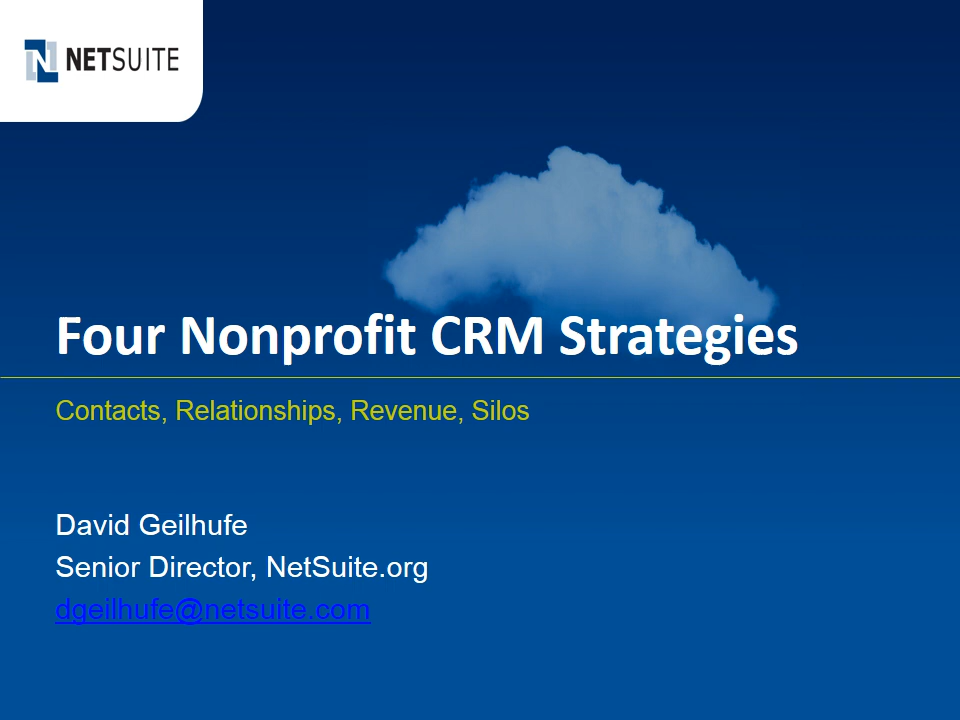 NETSUITE
Four Nonprofit CRM Strategies
Contacts, Relationships, Revenue, Silos
David Geilhufe
Senior Director, NetSuite.org
dgeilhufe@netsuite.com